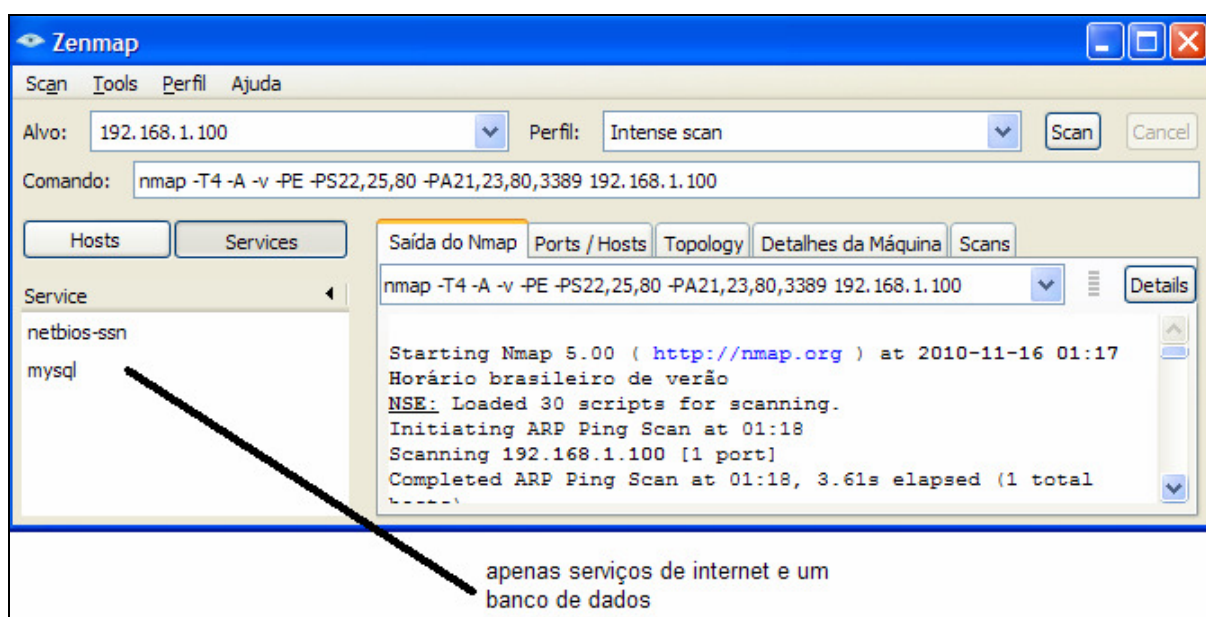 Zenmap
Scan Tools Perfil Ajuda
Alvo: 192.168.1.100 Perfil: Intense scan Scan Cancel
Comando: nmap -T4 -A -v -PE -PS22,25,80 -PA21,23,80,3389 192.168.1.100
Hosts Services
Service
netbios-ssn
mysql
Saída do Nmap Ports / Hosts Topology Detalhes da Máquina Scans
nmap -T4 -A -v -PE -PS22,25,80 -PA21,23,80,3389 192.168.1.100 Details
Starting Nmap 5.00 ( http://nmap.org ) at 2010-11-16 01:17
Horário brasileiro de verão
NSE: Loaded 30 scripts for scanning.
Initiating ARP Ping Scan at 01:18
Scanning 192.168.1.100 [1 port]
Completed ARP Ping Scan at 01:18, 3.61s elapsed (1 total
apenas serviços de internet e um
banco de dados